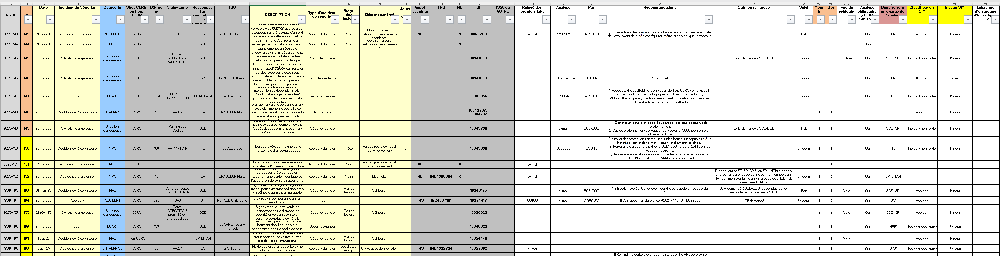 A B C D E F G H I J K L M N O P Q R S T U V W X Y Z AA AB AC AD AE AF AG AH
GIS # N Date Incident de Sécurité Catégorie Sites CERN ou Hors CERN Bâtiment Sigle- zone Responsabilité territoriale ou TSO DESCRIPTION Type d'incident de sécurité Siège des Elément matériel Jours Appel astreinte FRS ME IDF HS50 ou AUTRE Relevé des premiers faits Analyse Par Recommandations Suivi ou remarque Suivi Month Day Type de véhicule Analyse obligatoire (cf. SP-SIM §5 Département en charge de l'analyse Classification SIM Niveau SIM Existance d'un groupe d'investigation ?
condamnée et les occupants
2025-143 143 21 mars 25 Accident professionnel ENTREPRISE CERN 151 R-002 EN ALBERT Markus
Petite plaie au doigt en déplaçant un
escabeau suite à la chute d'un outil
laissé sur la tablette au sommet de
Accident du travail Mains
Objets, masses,
particules en mouvement
accidentel
ME X 10935410 e-mail 3287071 ADSO EN
(O) : Sensibiliser les opérateurs sur le fait de ranger/nettoyer son poste
de travail avant de le déplacer/quitter, même si ce n'est que temporaire.
Fait 3 5 Oui EN Accident Mineur
2025-144 144 21 mars 25 Accident professionnel MPE CERN SCE
Soin infirmerie pour retrait d'un
écharde dans la main ressentie en
Accident du travail Mains
Objets, masses,
particules en mouvement
0 X 3 5 Non
2025-145 145 26 mars 25 Situation dangereuse Situation dangereuse CERN
Routes
GREGORY et
WEISSKOPF
SCE
Signalement d'un véhicule
effectuant plusieurs dépassements
dangereux de cycliste et autres
véhicules en présence de ligne
blanche continue ou absence de
visibilité
Sécurité routière 10941650 Suivi demandé à SCE-DOD En cours 3 3 Voiture Oui SCE (ISR) Incident non routier Mineur
2025-146 146 22 mars 25 Situation dangereuse Situation dangereuse CERN 889 SY GENILLON Xavier
Transformateur défectueux resté en
service avec des pièces sous
tension suite à un défaut de mise à la
terre et problème mécanique sur un
disjoncteur qui ne s'est pas ouvert
lors de la détection du défaut
Sécurité électrique 10941653 3281948, e-mail DSO EN Suivi ticket En cours 3 6 Oui EN Accident Sérieux
2025-147 147 26 mars 25 Ecart ECART CERN 3524
LHC Pt5 -
USC55 - U2-001
EP (ATLAS) SABBA Houari
Intervention de décondamnation
d'un échafaudage demandée 1
journée avant la consignation du
pont roulant
Sécurité chantier 10943356 3293641 ADSO BE
1) Access to the scaffolding is only possible if the CERN worker usually
in charge of the scaffolding is present. (Temporary solution)
2) Keep the temporary solution (see above) until definition of another
CERN worker to act as a support in this task
En cours 3 3 Oui BE Incident non routier Mineur
2025-148 148 26 mars 25 Accident évité de justesse ENTREPRISE CERN 40 R-002 EP BRASSEUR Marta
Signalement d'une personne ayant
jeté violemment une bouteille de
boisson en direction du personnel la
cafétériat en apprenant que la
Non classé
10943737,
10944732
3 3 Accident Mineur
2025-149 149 26 mars 25 Situation dangereuse Situation dangereuse CERN
Parking des
Cèdres
SCE
Stationnement d'un véhicule en
pleine chaussée, compromettant
l'accès des secours et présentant
une gêne pour les usagers du
parking
Sécurité routière 10943798 e-mail SCE-DOD
1) Conduteur identifé et rappelé au respect des emplacements de
stationnement
2) Cas de stationnement sauvages : contacter le 76666 pour prise en
charge par CSA
Suivi demandé à SCE-DOD Fait 3 3 Oui SCE (ISR) Incident non routier Mineur
2025-150 150 26 mars 25 Accident évité de justesse MPA CERN 180 R-Y14 - FAIR TE BECLE Steve
Heurt de la tête contre une barre
horizontale d'un échafaudage
Accident du travail Tête
Heurt au poste de travail,
faux-mouvement
0 10945898 3290536 DSO TE
1) Installer des protections en mousse sur les barres susceptibles d'être
heurtées, afin d'alerter visuellement et d'amortir les chocs.
2) Porter une casquette anti-heurt (SCEM : 50.43.30.072.4 ) pour les
espaces restreints.
3) Rappeler aux collaborateurs de contacter le service secours et feu
du CERN au : + 41 22 76 7 4444 en cas d'incident.
En cours 3 3 Oui TE Incident non routier Mineur
2025-151 151 27 mars 25 Accident professionnel MPE CERN IT
Blessure au doigt en récupérant un
ordinateur à l'intérieur d'une voiture
Accident du travail Mains
Heurt au poste de travail,
faux-mouvement
0 ME X e-mail 3 4
2025-152 152 28 mars 25 Accident professionnel MPA CERN 40 EP BRASSEUR Marta
Picotements dans la main gauche
après avoir été électrisée en
touchant une partie métallique de
l'adaptateur de son ordinateur en le
branchant dans une prise
Accident du travail Mains Electricité ME INC4386904 X e-mail
Préciser qui de EP, EP (CMS) ou EP (LHCb) prend en
charge l'analyse. La personne est mentionnée dans
HRT comme travaillant dans un groupe de LHCb mais
rattachée à CMS ?
En cours 3 5 Oui EP (LHCb)
2025-153 153 31 mars 25 Accident évité de justesse MPE CERN
Carrefour routes
Karl SIEGBAHN
SCE
Signalement d'un cycliste ayant du
freiner pour éviter une collision avec
un véhicule qui n'a pas marqué le
stop
Sécurité routière Pas de lésions Véhicules 10949125 e-mail SCE-DOD
1) Infraction avérée. Conducteur identifié et rappelé au respect du
STOP
Suivi demandé à SCE-DOD. Le conducteur du
véhicule ne marque pas le STOP
Fait 3 1 Vélo Oui SCE (ISR) Accident Mineur
2025-154 154 28 mars 25 Accident ACCIDENT CERN 870 BA3 SY RENAUD Christophe
Brûlure d'un composant dans un
amplificateur
Feu FRS INC4387161 10974417 3285291 e-mail ADSO SY 1) Voir rapport analyse Excel #2024-449, IDF 10622960 IDF demandé En cours 3 5 Oui SY Accident
2025-155 155 27 févr. 25 Situation dangereuse Situation dangereuse CERN
Route
GREGORY, à
proximité du
château d'eau
SCE
Signalement d'un véhicule ne
respectant pas la distance de
sécurité envers un cycliste en
roulant proche juste derrière lui
Sécurité routière Pas de lésions Véhicules 10950329 2 4 Vélo Oui SCE (ISR) Accident Mineur
2025-156 156 27 mars 25 Ecart ECART CERN 133 SCE ECARNOT Jean-François
Intrusion de 2 personnes dans le
bâtiment dont l'entrée a été
condamnée dans le cadre de prise
Sécurité chantier 10948029 3 4 Oui HSE* Incident non routier Sérieux
2025-157 157 1 avr. 25 Accident évité de justesse MPE Hors CERN EP (LHCb)
Collision entre sa moto à l'arrêt à une
intersection et une voiture arrivant
par derrière et ayant freiné
tardivement
Sécurité routière Pas de lésions Véhicules 10954446 4 2 Moto Accident Mineur
2025-158 158 2 avr. 25 Accident professionnel ENTREPRISE CERN 35 R-204 EN GAIN Dany
Multiples blessures des suite d'une
chute dans les escaliers
Accident du travail Localisations multiples Chute avec dénivellation FRS INC4392794 10957882 e-mail 4 3 Oui SCE Incident non routier Sérieux
1) Remind the workers to check the status of the PPE before use